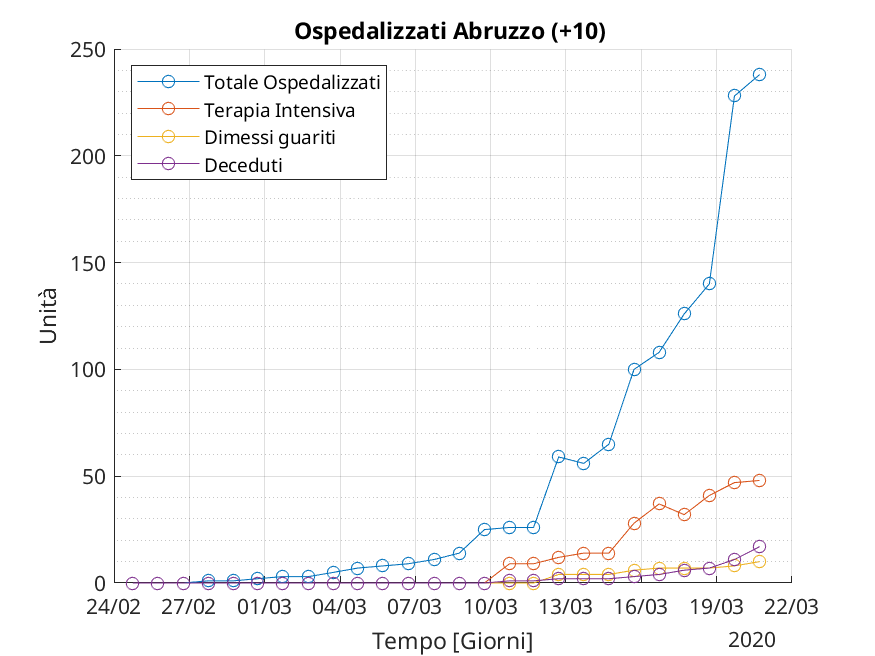 Ospedalizzati Abruzzo (+10)
250
200
150
100
50
0
Unità
Totale Ospedalizzati
Terapia Intensiva
Dimessi guariti
Deceduti
24/02 27/02 01/03 04/03 07/03 10/03 13/03 16/03 19/03 22/03
Tempo [Giorni]
2020